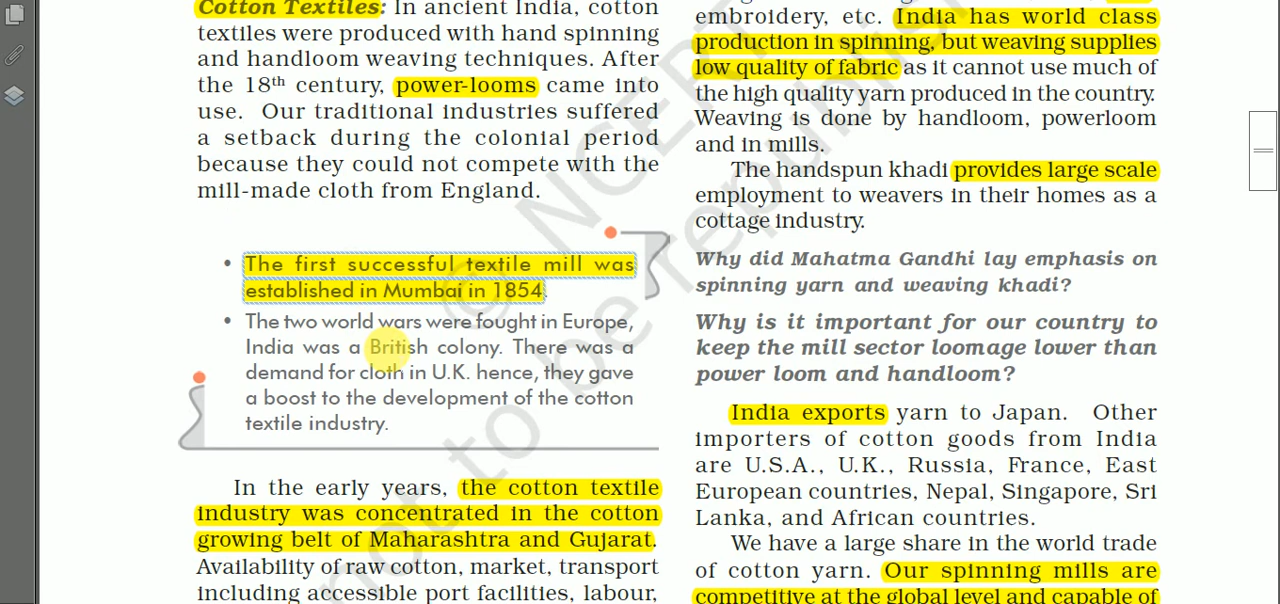 Cotton Textiles: In ancient India, cotton
textiles were produced with hand spinning
and handloom weaving techniques. After
the 18th century, power-looms came into
use. Our traditional industries suffered
a setback during the colonial period
because they could not compete with the
mill-made cloth from England.
• The first successful textile mill was
established in Mumbai in 1854.
• The two world wars were fought in Europe,
India was a British colony. There was a
demand for cloth in U.K. hence, they gave
a boost to the development of the cotton
textile industry.
In the early years, the cotton textile
industry was concentrated in the cotton
growing belt of Maharashtra and Gujarat.
Availability of raw cotton, market, transport
including accessible port facilities, labour,
embroidery, etc. India has world class
production in spinning, but weaving supplies
low quality of fabric as it cannot use much of
the high quality yarn produced in the country.
Weaving is done by handloom, powerloom
and in mills.
The handspun khadi provides large scale
employment to weavers in their homes as a
cottage industry.
Why did Mahatma Gandhi lay emphasis on
spinning yarn and weaving khadi?
Why is it important for our country to
keep the mill sector loomage lower than
power loom and handloom?
India exports yarn to Japan. Other
importers of cotton goods from India
are U.S.A., U.K., Russia, France, East
European countries, Nepal, Singapore, Sri
Lanka, and African countries.
We have a large share in the world trade
of cotton yarn. Our spinning mills are
competitive at the global level and capable of
© NCERT
not to be republish